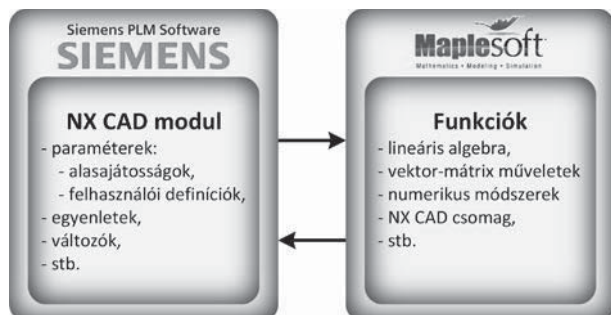 Siemens PLM Software
SIEMENS
NX CAD modul
- paraméterek:
- alasajátosságok,
- felhasználói definíciók,
- egyenletek,
- változók,
- stb.
Maplesoft
Mathematics • Modeling • Simulation
Funkciók
- lineáris algebra,
- vektor-mátrix műveletek
- numerikus módszerek
- NX CAD csomag,
- stb.